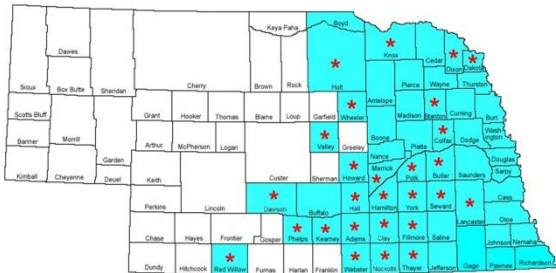 Keya Paha Boyd
Dawes Knox Cedar Dixon Dakota
Sioux Box Butte Sheridan Cherry Brown Rock Holt Pierce Wayne Thurston
Scotts Bluff Grant Hooker Thomas Blaine Loup Garfield Wheeler Antelope Madison Stanton Cuming Burt
Banner Morrill Garden Arthur McPherson Logan Valley Greeley Boone Platte Colfax Dodge Washington
Kimball Cheyenne Deuel Keith Custer Sherman Howard Nance Merrick Polk Butler Saunders Douglas Sarpy
Perkins Lincoln Dawson Buffalo Hall Hamilton York Seward Lancaster Cass Otoe
Chase Hayes Frontier Gosper Phelps Kearney Adams Clay Fillmore Saline Johnson Nemaha
Dundy Hitchcock Red Willow Furnas Harlan Franklin Webster Nuckolls Thayer Jefferson Gage Pawnee Richardson